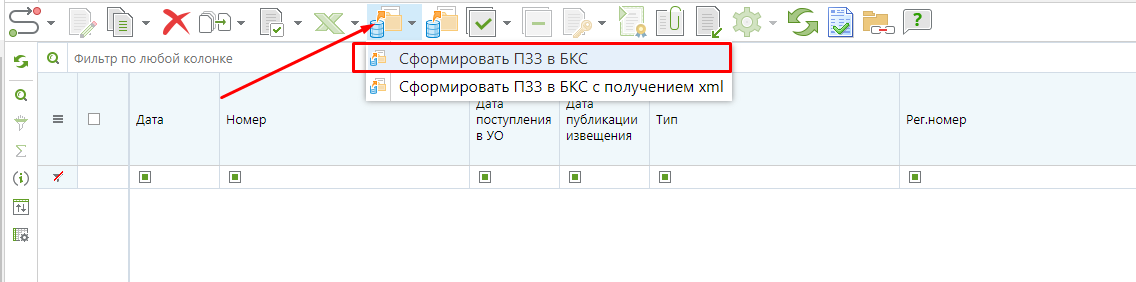 Фильтр по любой колонке
Сформировать ПЗЗ в БКС
Сформировать ПЗЗ в БКС с получением xml
Дата
Номер
Дата
поступления
в УО
Дата
публикации
извещения
Тип
Рег.номер